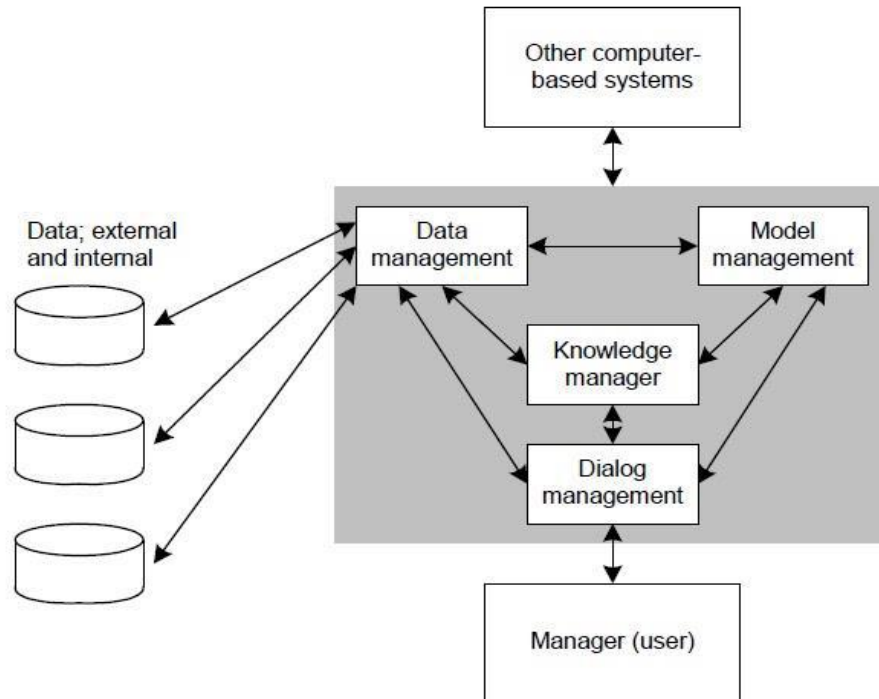 Other computer-
based systems
Data; external
and internal
Data
management
Model
management
Knowledge
manager
Dialog
management
Manager (user)